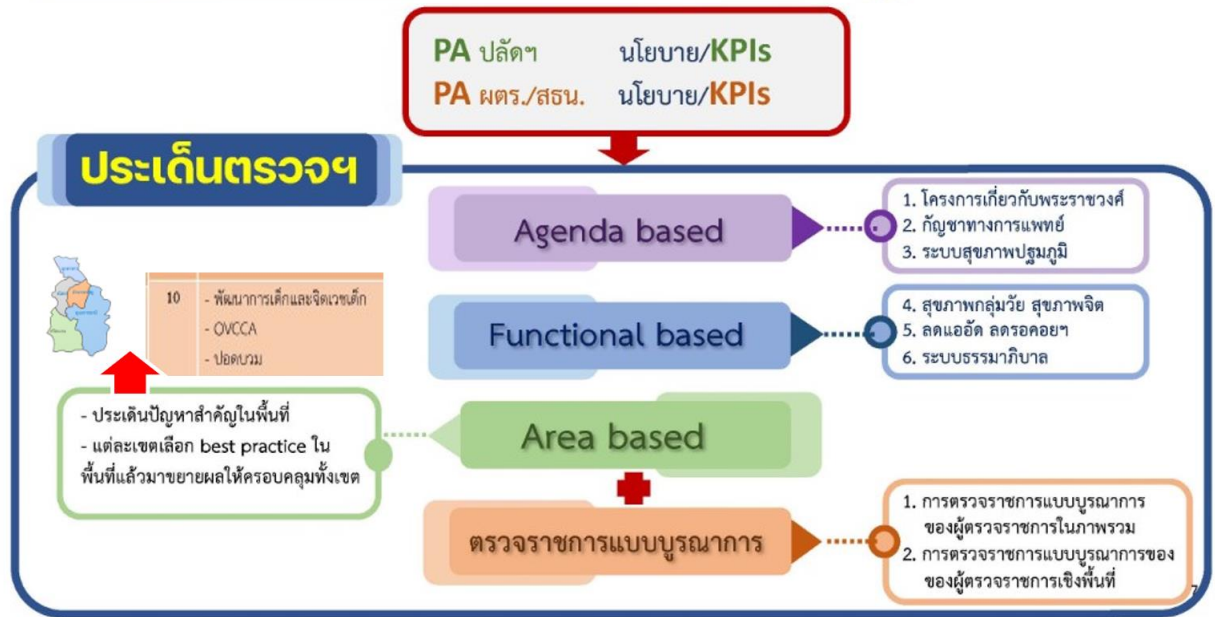 PA ปลัดฯ นโยบาย/KPIs
PA ผตร./สธน. นโยบาย/KPIs
ประเด็นตรวจฯ
Agenda based
1. โครงการเกี่ยวกับพระราชวงศ์
2. กัญชาทางการแพทย์
3. ระบบสุขภาพปฐมภูมิ
10 - พัฒนาการเด็กและจิตเวชเด็ก
- OVCCA
- ปอดบวม
Functional based
4. สุขภาพกลุ่มวัย สุขภาพจิต
5. ลดแออัด ลดรอคอยฯ
6. ระบบธรรมาภิบาล
- ประเด็นปัญหาสำคัญในพื้นที่
- แต่ละเขตเลือก best practice ใน
พื้นที่แล้วมาขยายผลให้ครอบคลุมทั้งเขต
Area based
ตรวจราชการแบบบูรณาการ
1. การตรวจราชการแบบบูรณาการ
ของผู้ตรวจราชการในภาพรวม
2. การตรวจราชการแบบบูรณาการของ
ของผู้ตรวจราชการเชิงพื้นที่
7